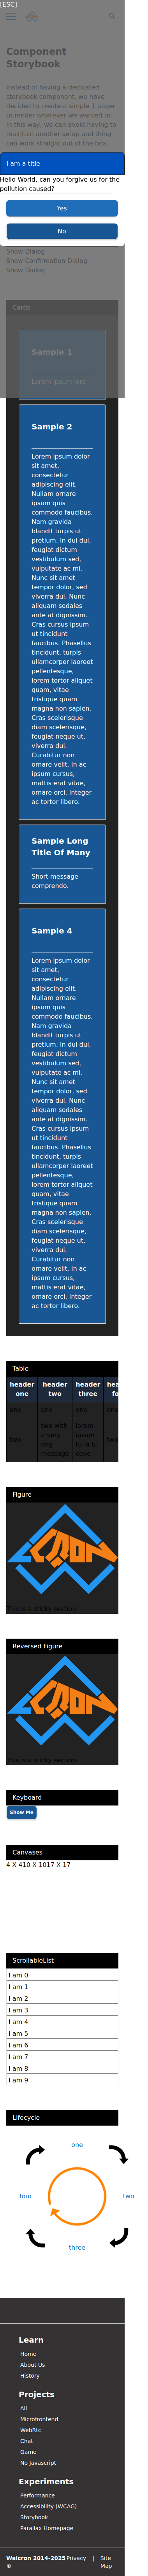 [ESC]
Component
Storybook
Instead of having a dedicated
storybook component, we have
decided to create a simple 1 pager
to render whatever we wanted to.
In this way, we can avoid having to
maintain another setup and thing
can work straight out of the box.
I am a title
Hello World, can you forgive us for the
pollution caused?
Yes
No
Show Dialog
Show Confirmation Dialog
Show Dialog
Cards
Sample 1
Lorem ipsum lore
Sample 2
Lorem ipsum dolor
sit amet,
consectetur
adipiscing elit.
Nullam ornare
ipsum quis
commodo faucibus.
Nam gravida
blandit turpis ut
pretium. In dui dui,
feugiat dictum
vestibulum sed,
vulputate ac mi.
Nunc sit amet
tempor dolor, sed
viverra dui. Nunc
aliquam sodales
ante at dignissim.
Cras cursus ipsum
ut tincidunt
faucibus. Phasellus
tincidunt, turpis
ullamcorper laoreet
pellentesque,
lorem tortor aliquet
quam, vitae
tristique quam
magna non sapien.
Cras scelerisque
diam scelerisque,
feugiat neque ut,
viverra dui.
Curabitur non
ornare velit. In ac
ipsum cursus,
mattis erat vitae,
ornare orci. Integer
ac tortor libero.
Sample Long
Title Of Many
Short message
comprendo.
Sample 4
Lorem ipsum dolor
sit amet,
consectetur
adipiscing elit.
Nullam ornare
ipsum quis
commodo faucibus.
Nam gravida
blandit turpis ut
pretium. In dui dui,
feugiat dictum
vestibulum sed,
vulputate ac mi.
Nunc sit amet
tempor dolor, sed
viverra dui. Nunc
aliquam sodales
ante at dignissim.
Cras cursus ipsum
ut tincidunt
faucibus. Phasellus
tincidunt, turpis
ullamcorper laoreet
pellentesque,
lorem tortor aliquet
quam, vitae
tristique quam
magna non sapien.
Cras scelerisque
diam scelerisque,
feugiat neque ut,
viverra dui.
Curabitur non
ornare velit. In ac
ipsum cursus,
mattis erat vitae,
ornare orci. Integer
ac tortor libero.
Table
header one header two header three
one one one
two with
a very
long
message
Figure
This is a sticky section
Reversed Figure
This is a sticky section
Keyboard
Show Me
Canvases
4 X 410 X 1017 X 17
ScrollableList
I am 0
I am 1
I am 2
I am 3
I am 4
I am 5
I am 6
I am 7
I am 8
I am 9
Lifecycle
one
four two
three
Learn
Home
About Us
History
Projects
All
Microfrontend
WebRtc
Chat
Game
No Javascript
Experiments
Performance
Accessibility (WCAG)
Storybook
Parallax Homepage
Walcron 2014-2025 Privacy | Site
© Map